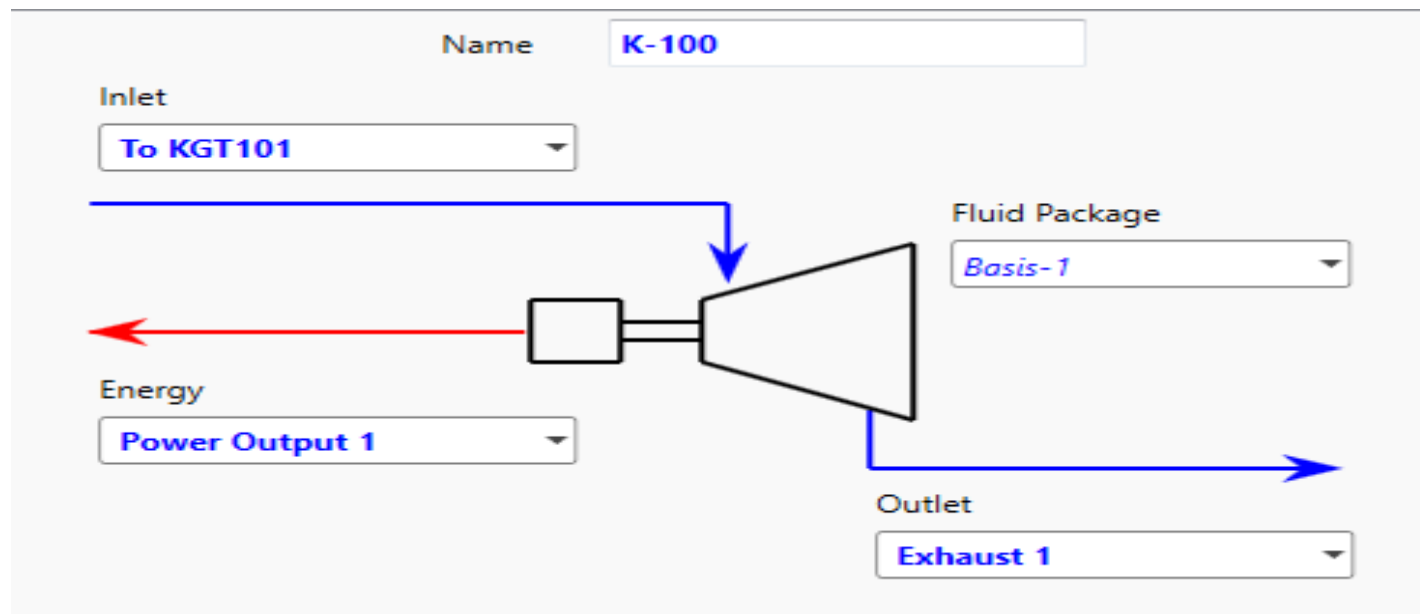 Name K-100
Inlet
To KGT101
Fluid Package
Basis-1
Energy
Power Output 1
Outlet
Exhaust 1